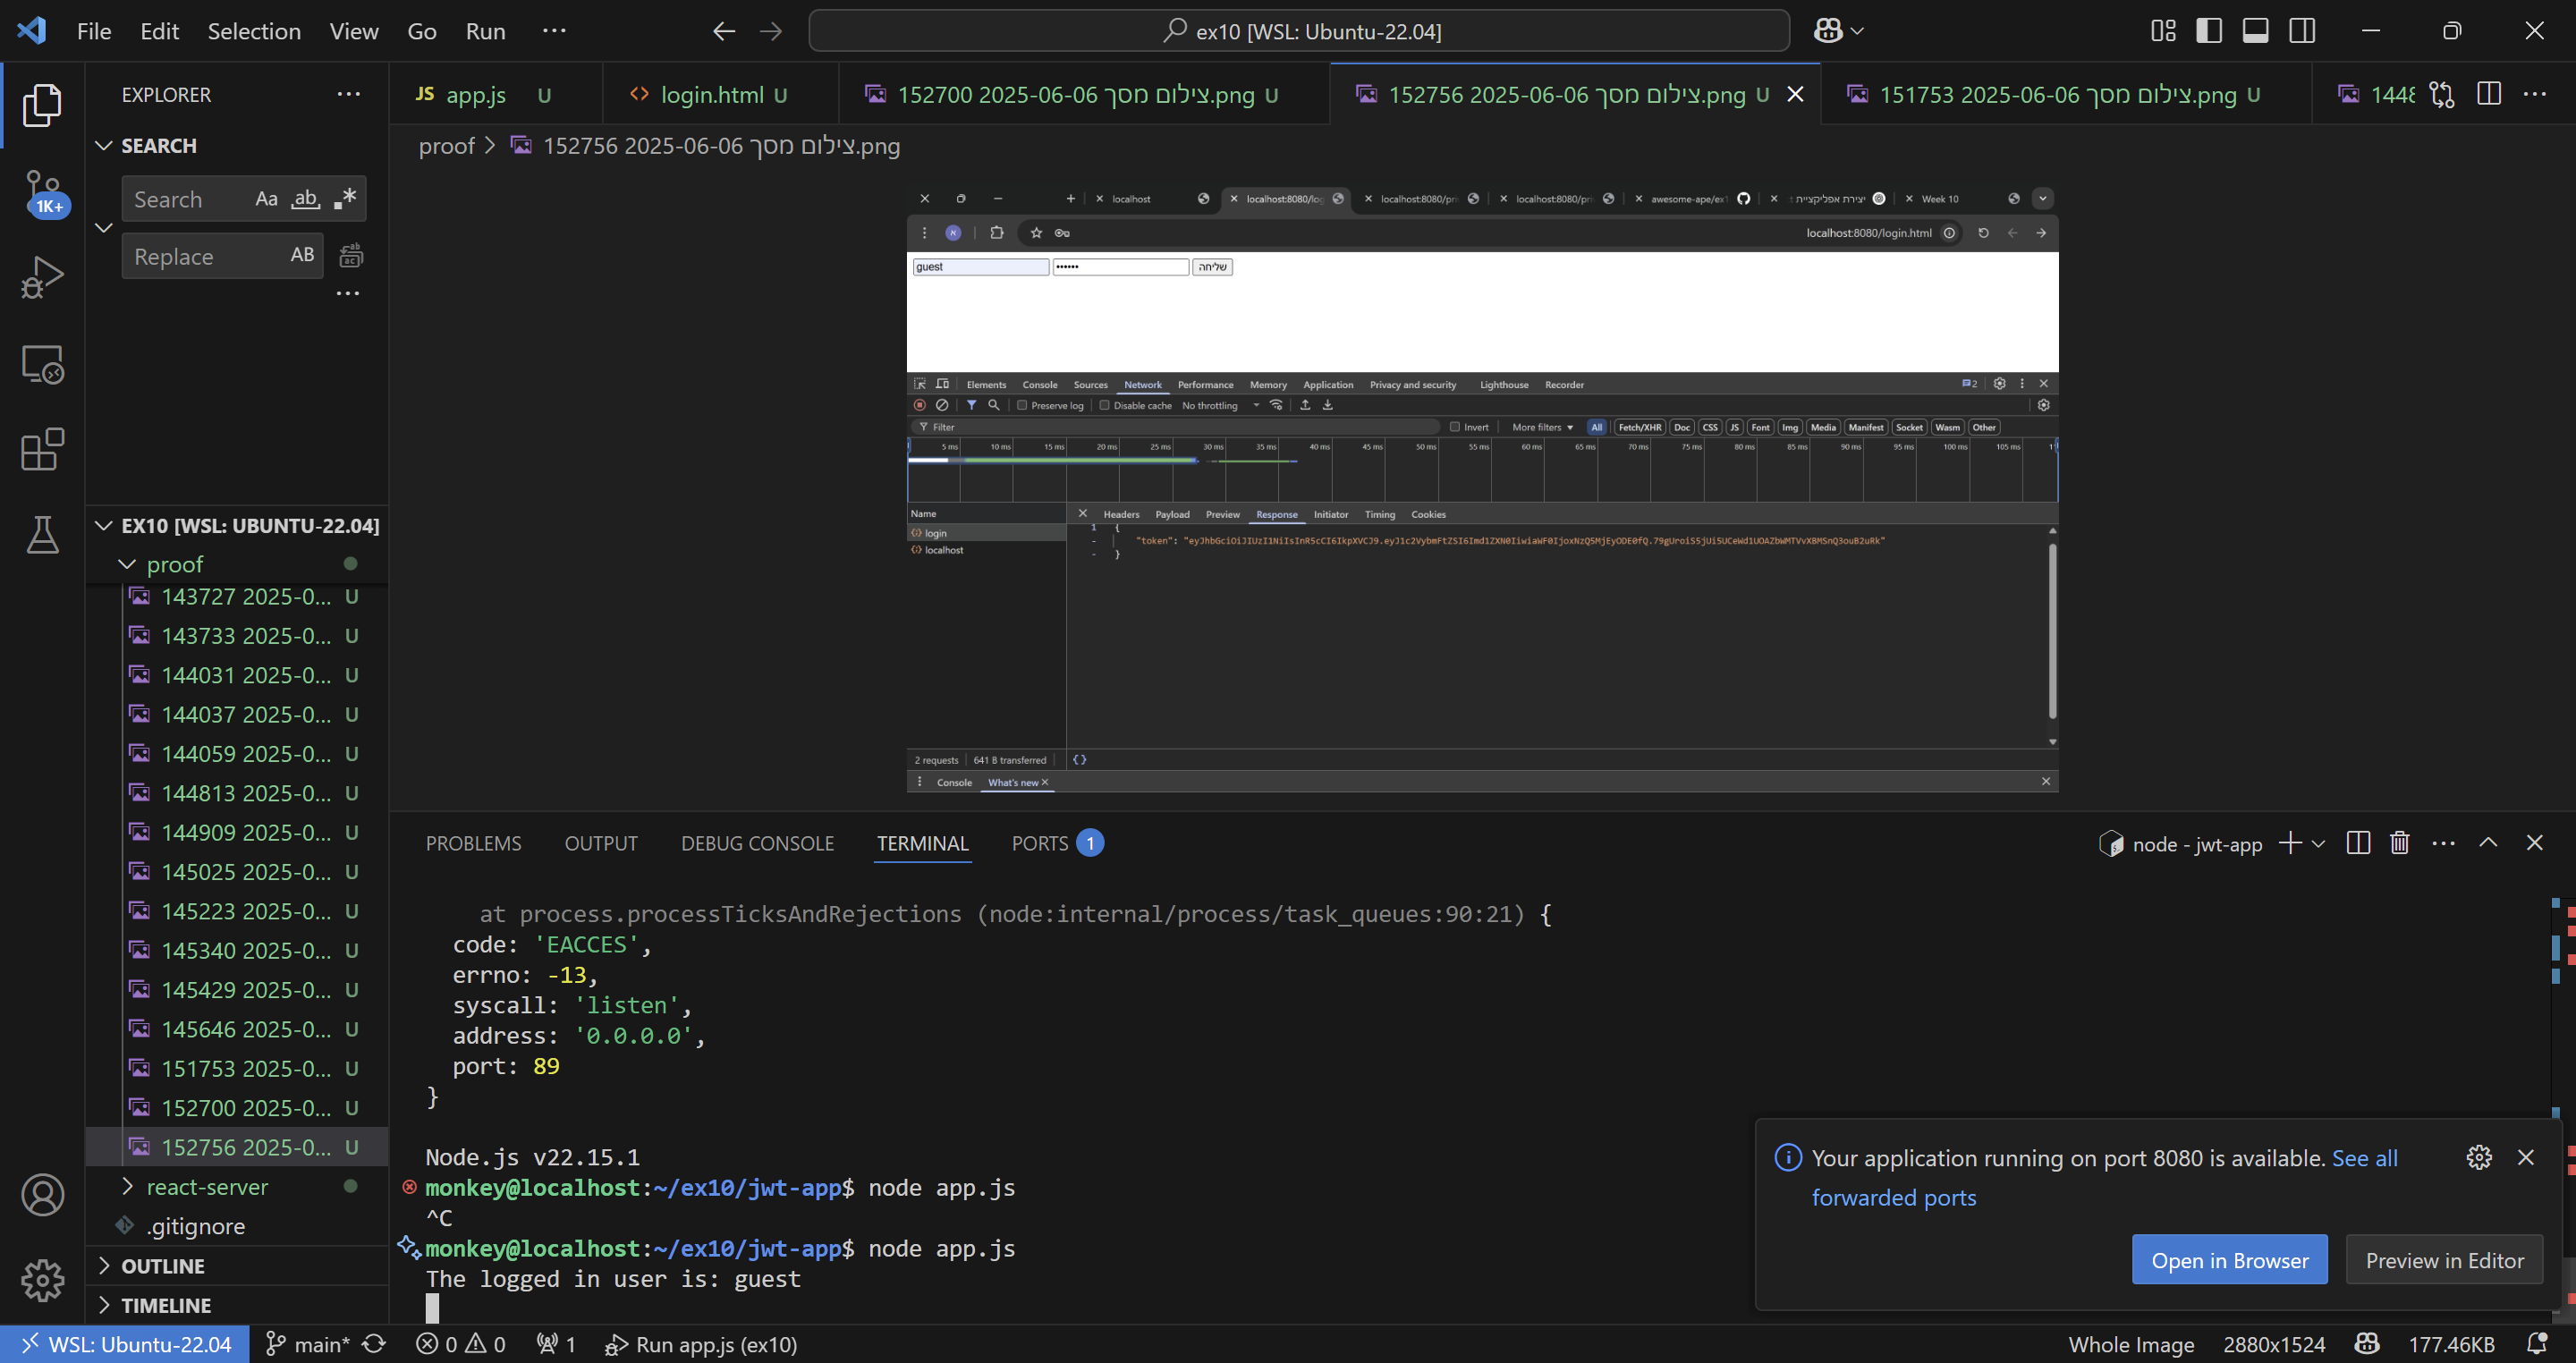 File Edit Selection View Go Run ··· ex10 [WSL: Ubuntu-22.04]
EXPLORER ···
JS app.js U
<> login.html U
152700 2025-06-06 צילום מסך.png U
152756 2025-06-06 צילום מסך.png U
151753 2025-06-06 צילום מסך.png U
1448
proof > 152756 2025-06-06 צילום מסך.png
SEARCH
Search Aa ab .*
Replace AB
···
1K+
EX10 [WSL: UBUNTU-22.04]
proof
143727 2025-0... U
143733 2025-0... U
144031 2025-0... U
144037 2025-0... U
144059 2025-0... U
144813 2025-0... U
144909 2025-0... U
145025 2025-0... U
145223 2025-0... U
145340 2025-0... U
145429 2025-0... U
145646 2025-0... U
151753 2025-0... U
152700 2025-0... U
152756 2025-0... U
react-server
.gitignore
OUTLINE
TIMELINE
localhost localhost:8080/log localhost:8080/pri localhost:8080/pri awesome-ape/ex1 יצירת אפליקציית Week 10
localhost:8080/login.html
guest •••••• שליחה
Elements Console Sources Network Performance Memory Application Privacy and security Lighthouse Recorder 2
Preserve log Disable cache No throttling
Filter Invert More filters All Fetch/XHR Doc CSS JS Font Img Media Manifest Socket Wasm Other
5 ms 10 ms 15 ms 20 ms 25 ms 30 ms 35 ms 40 ms 45 ms 50 ms 55 ms 60 ms 65 ms 70 ms 75 ms 80 ms 85 ms 90 ms 95 ms 100 ms 105 ms
Name Headers Payload Preview Response Initiator Timing Cookies
login
localhost
1 {
- "token":
- }
2 requests 641 B transferred {}
Console What's new
PROBLEMS OUTPUT DEBUG CONSOLE TERMINAL PORTS 1 node - jwt-app
at process.processTicksAndRejections (node:internal/process/task_queues:90:21) {
code: 'EACCES',
errno: -13,
syscall: 'listen',
address: '0.0.0.0',
port: 89
}
Node.js v22.15.1
monkey@localhost:~/ex10/jwt-app$ node app.js
^C
monkey@localhost:~/ex10/jwt-app$ node app.js
The logged in user is: guest
Your application running on port 8080 is available. See all
forwarded ports
Open in Browser Preview in Editor
WSL: Ubuntu-22.04 main* 0 0 1 Run app.js (ex10) Whole Image 2880x1524 177.46KB